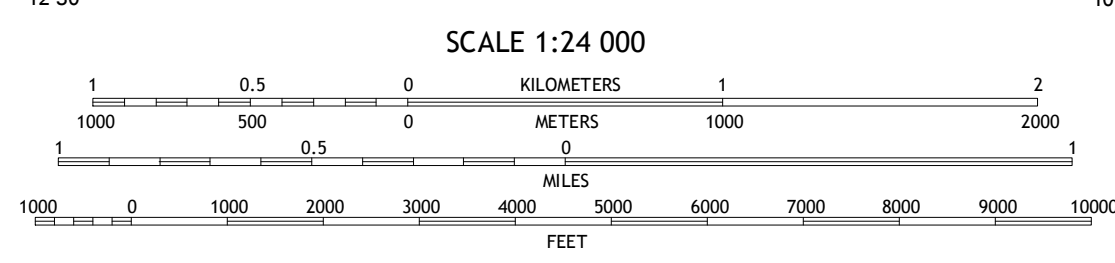 SCALE 1:24 000
1 0.5 0 KILOMETERS 1 2
1000 500 0 METERS 1000 2000
1 0.5 0 1
MILES
1000 0 1000 2000 3000 4000 5000 6000 7000 8000 9000 10000
FEET